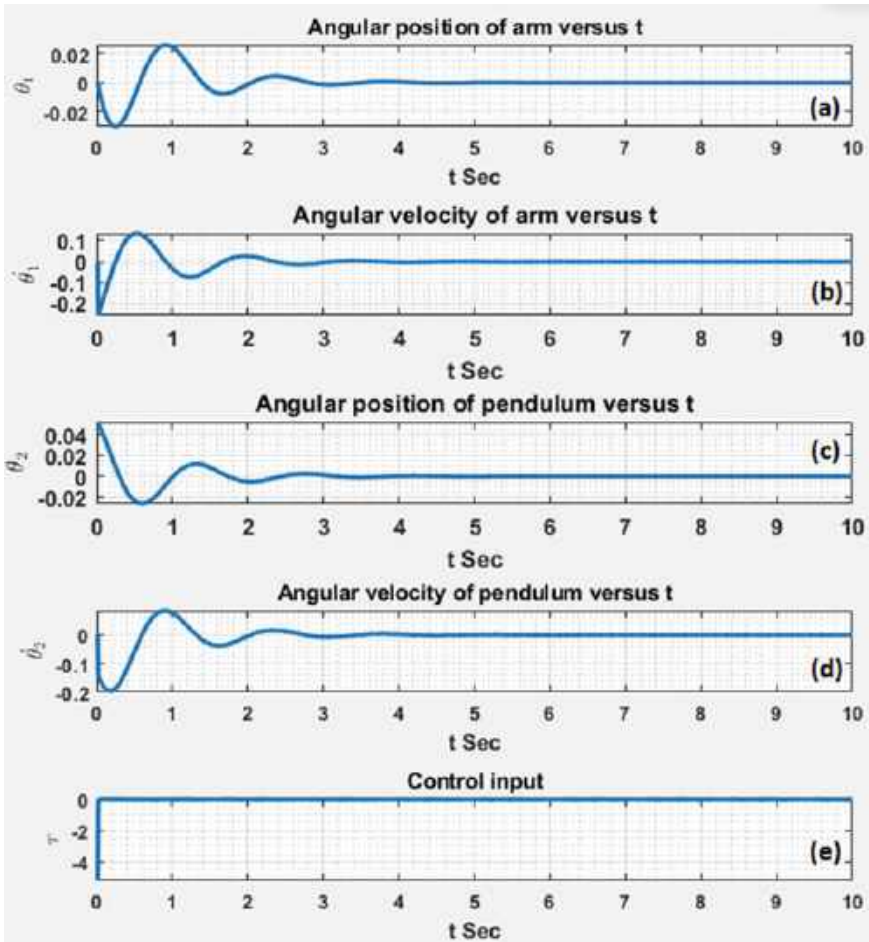 Angular position of arm versus t
0.02
0
-0.02
θ₁
(a)
0 1 2 3 4 5 6 7 8 9 10
t Sec
Angular velocity of arm versus t
0.1
0
-0.1
-0.2
θ̇₁
(b)
0 1 2 3 4 5 6 7 8 9 10
t Sec
Angular position of pendulum versus t
0.04
0.02
0
-0.02
θ₂
(c)
0 1 2 3 4 5 6 7 8 9 10
t Sec
Angular velocity of pendulum versus t
0
-0.1
-0.2
θ̇₂
(d)
0 1 2 3 4 5 6 7 8 9 10
t Sec
Control input
0
-2
-4
τ
(e)
0 1 2 3 4 5 6 7 8 9 10
t Sec